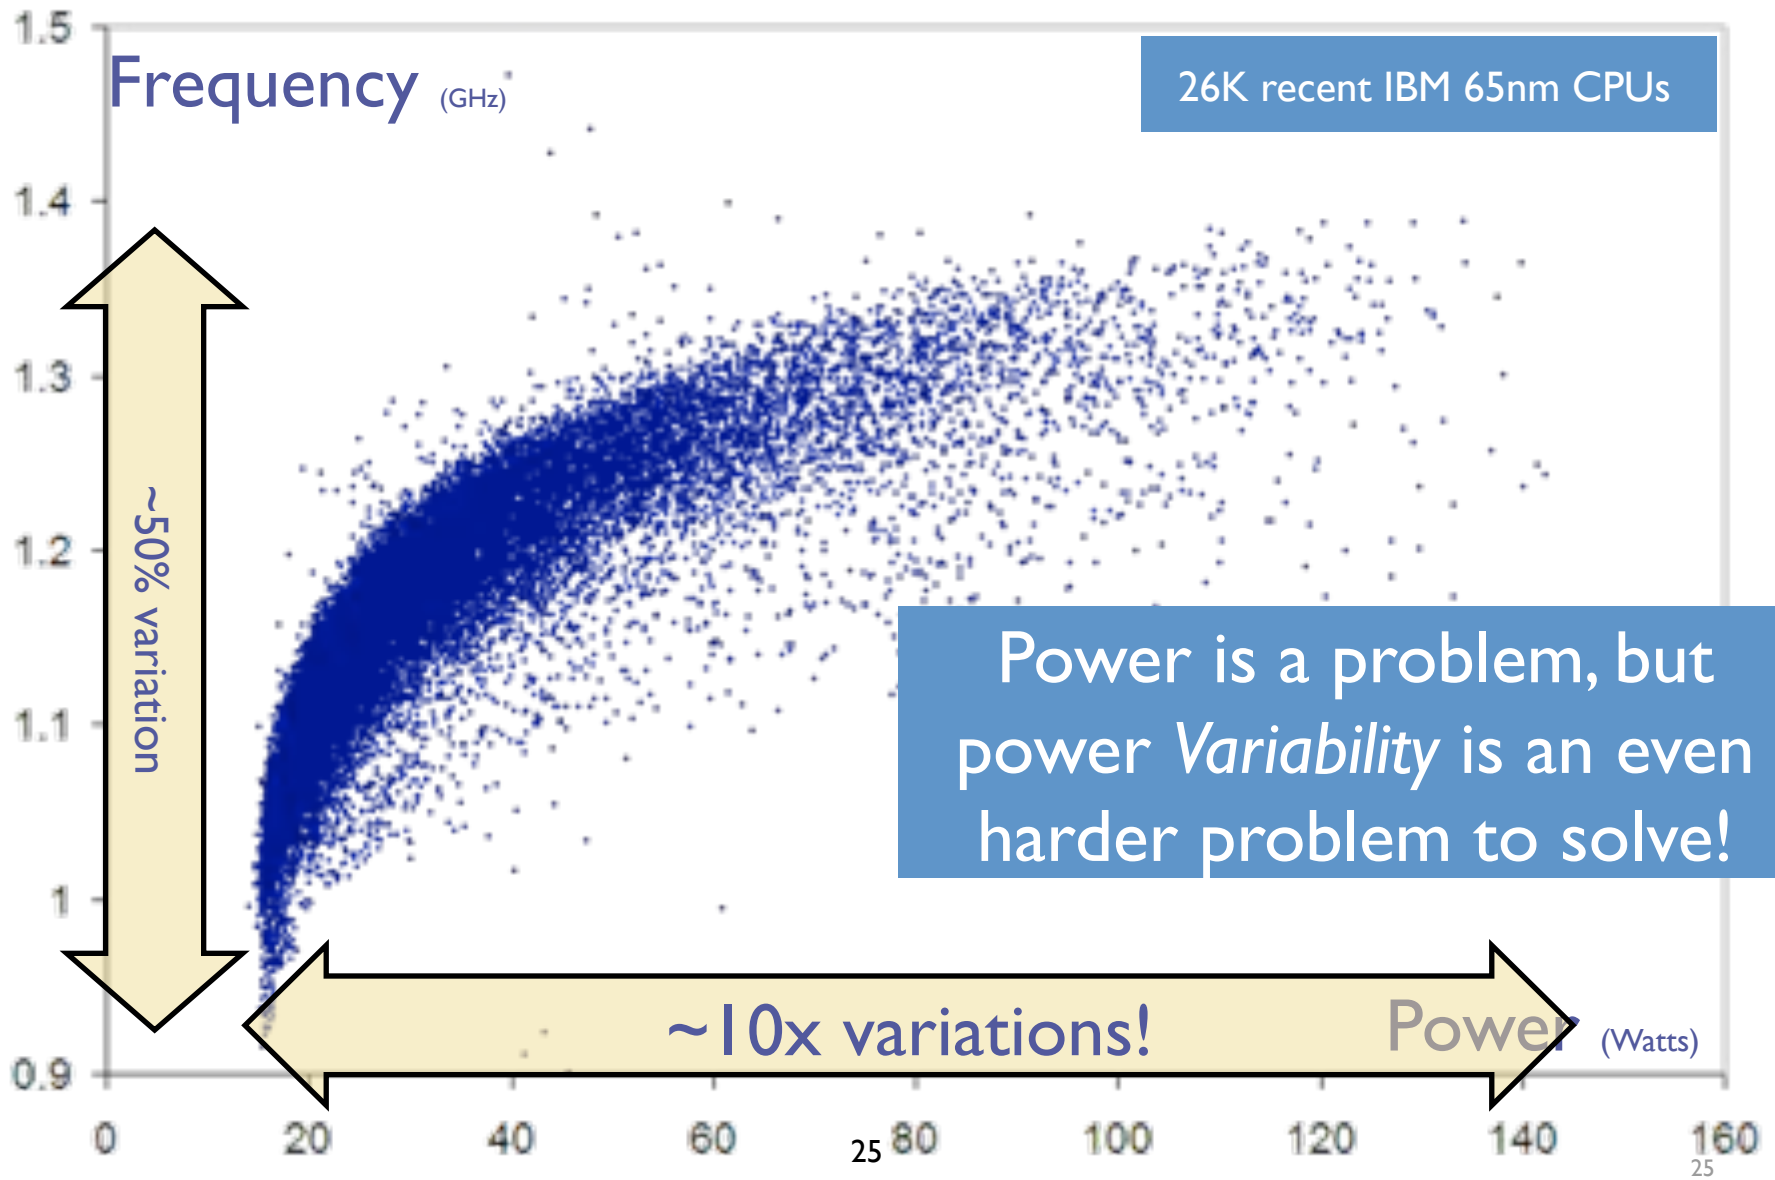 1.5
Frequency (GHz)
26K recent IBM 65nm CPUs
1.4
1.3
1.2
1.1
1
0.9
~50% variation
Power is a problem, but
power Variability is an even
harder problem to solve!
~10x variations!
Power (Watts)
0 20 40 60 80 100 120 140 160
25
25